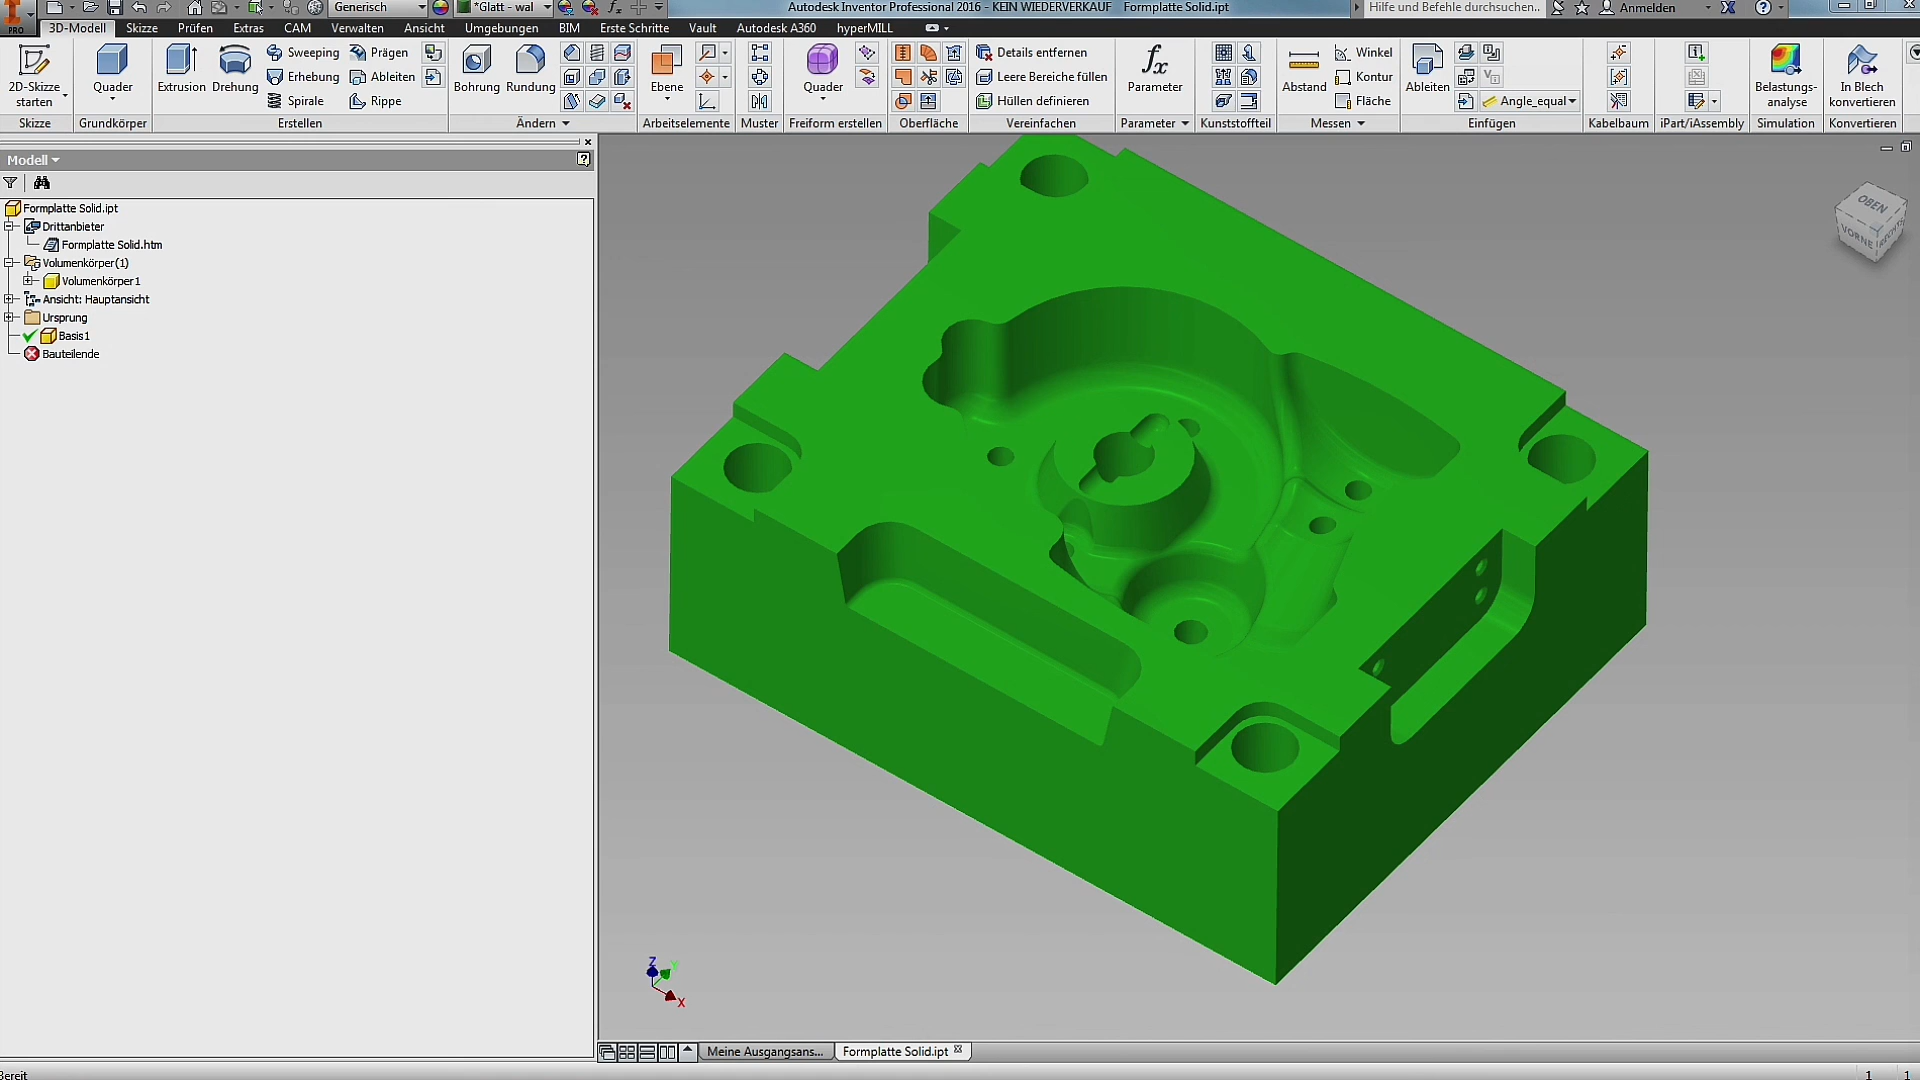 Generisch
*Glatt - wal
Autodesk Inventor Professional 2016 - KEIN WIEDERVERKAUF Formplatte Solid.ipt
Hilfe und Befehle durchsuchen..
Anmelden
PRO
3D-Modell Skizze Prüfen Extras CAM Verwalten Ansicht Umgebungen BIM Erste Schritte Vault Autodesk A360 hyperMILL
2D-Skizze starten
Quader
Extrusion
Drehung
Sweeping
Erhebung
Spirale
Prägen
Ableiten
Rippe
Bohrung
Rundung
Ebene
Quader
Details entfernen
Leere Bereiche füllen
Hüllen definieren
fx
Parameter
Abstand
Winkel
Kontur
Fläche
Ableiten
Angle_equal
Belastungs-
analyse
In Blech
konvertieren
Skizze Grundkörper Erstellen Ändern Arbeitselemente Muster Freiform erstellen Oberfläche Vereinfachen Parameter Kunststoffteil Messen Einfügen Kabelbaum iPart/iAssembly Simulation Konvertieren
Modell
Formplatte Solid.ipt
Drittanbieter
Formplatte Solid.htm
Volumenkörper(1)
Volumenkörper1
Ansicht: Hauptansicht
Ursprung
Basis1
Bauteilende
OBEN
VORNE
RECHTS
Z
Y
X
Meine Ausgangsans... Formplatte Solid.ipt
Bereit
1 1